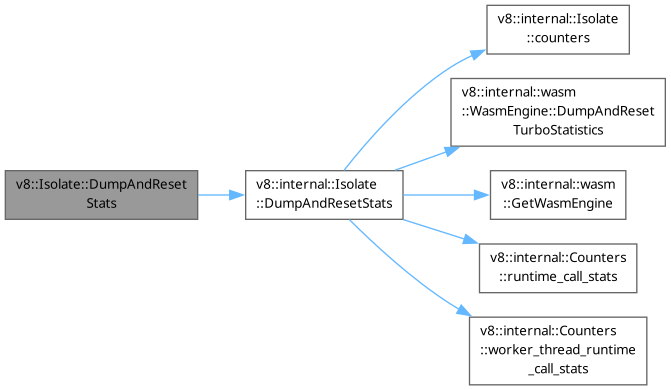 v8::Isolate::DumpAndReset
Stats
v8::internal::Isolate
::DumpAndResetStats
v8::internal::Isolate
::counters
v8::internal::wasm
::WasmEngine::DumpAndReset
TurboStatistics
v8::internal::wasm
::GetWasmEngine
v8::internal::Counters
::runtime_call_stats
v8::internal::Counters
::worker_thread_runtime
_call_stats